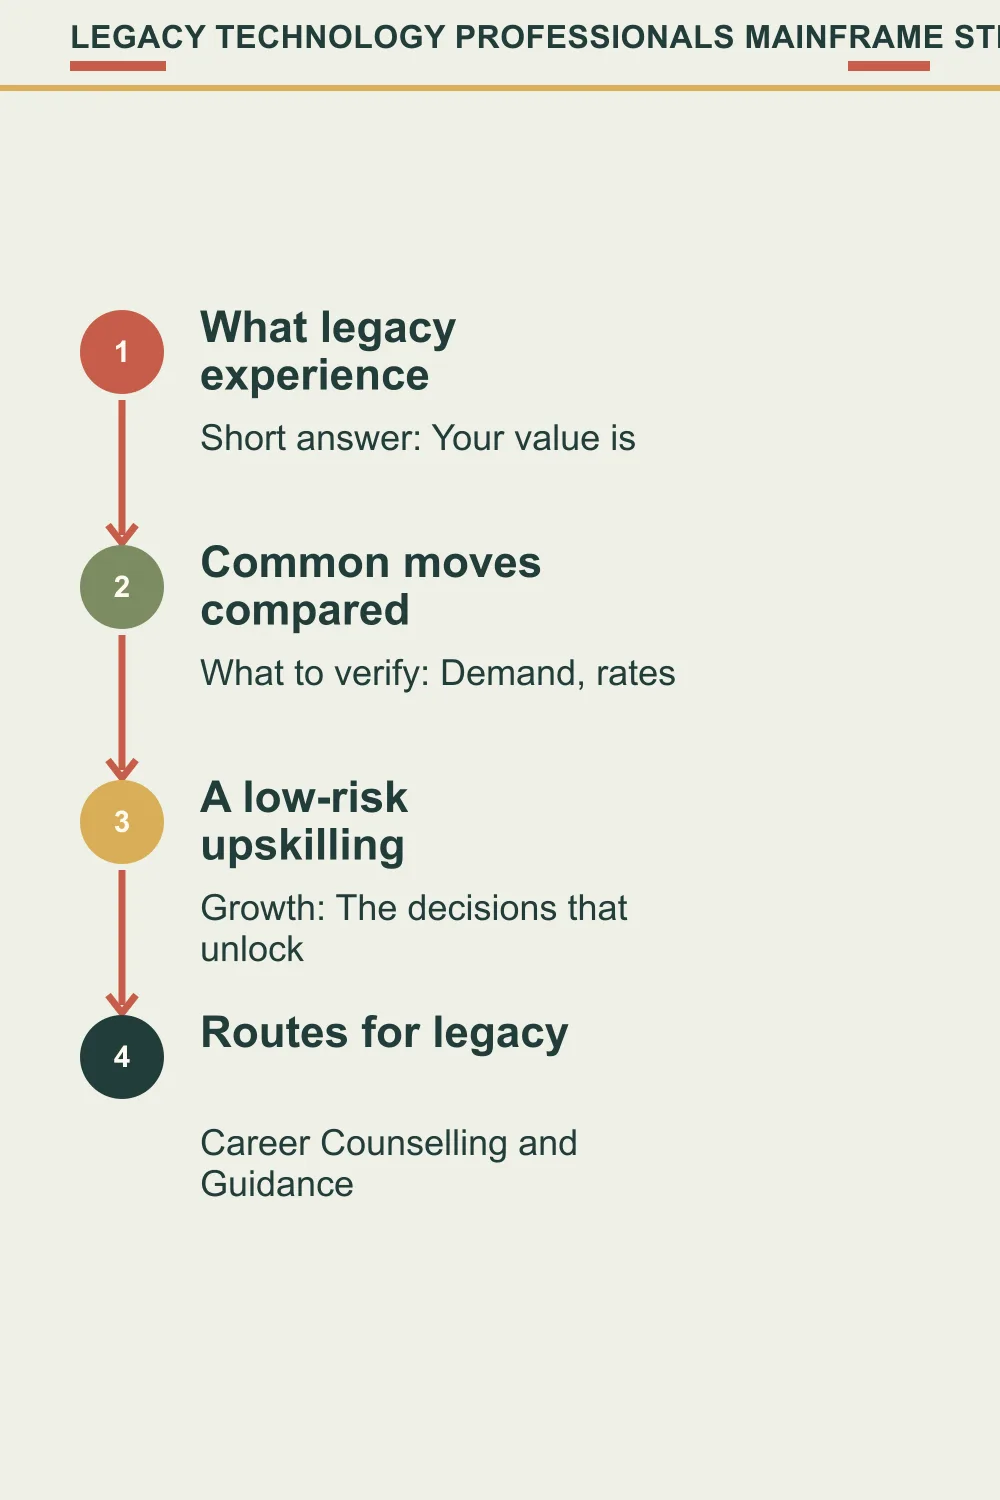 LEGACY TECHNOLOGY PROFESSIONALS MAINFRAME
1
What legacy
experience
Short answer: Your value is
2
Common moves
compared
What to verify: Demand, rates
3
A low-risk
upskilling
Growth: The decisions that
unlock
4
Routes for legacy
Career Counselling and
Guidance